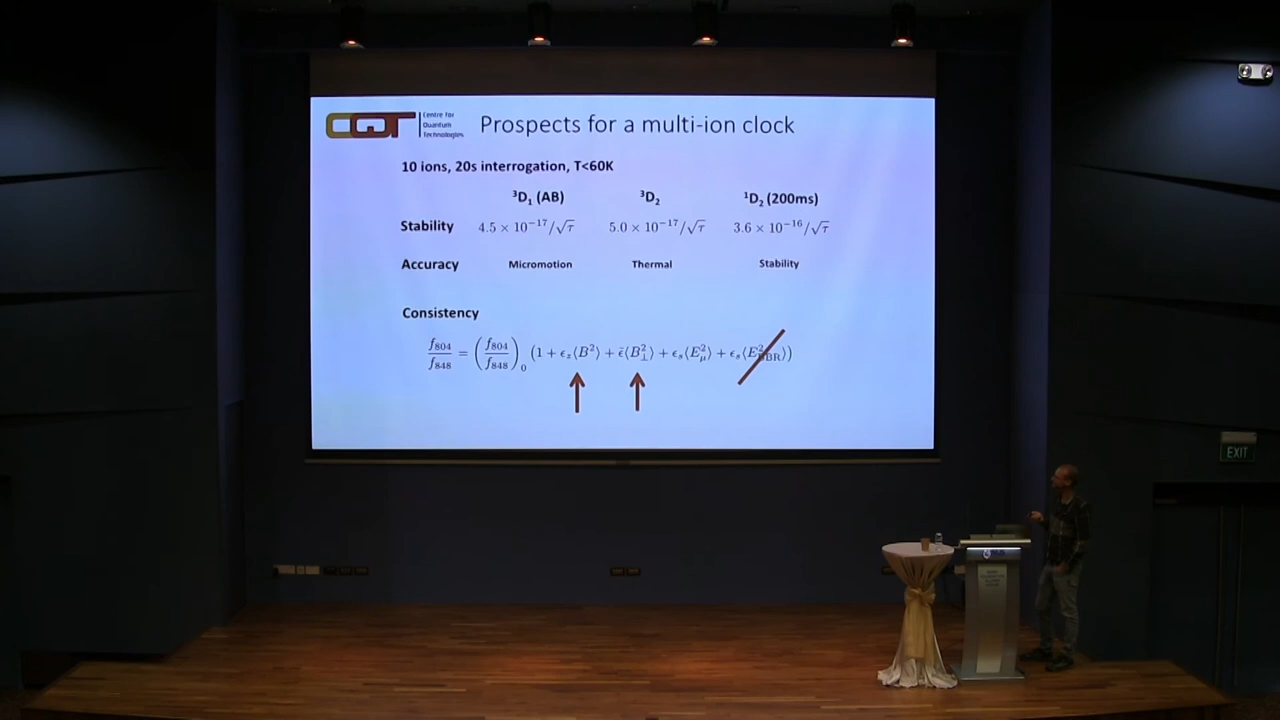 CQT Centre for
Quantum
Technologies
Prospects for a multi-ion clock
10 ions, 20s interrogation, T<60K
³D₁ (AB) ³D₂ ¹D₂ (200ms)
Stability 4.5 × 10⁻¹⁷/√τ 5.0 × 10⁻¹⁷/√τ 3.6 × 10⁻¹⁶/√τ
Accuracy Micromotion Thermal Stability
Consistency
f₈₀₄/f₈₄₈ = (f₈₀₄/f₈₄₈)₀ (1 + ϵ_z⟨B²⟩ + ϵ̄⟨B²_⊥⟩ + ϵ_s⟨E²_μ⟩ + ϵ_s⟨E²_BBR⟩)
EXIT